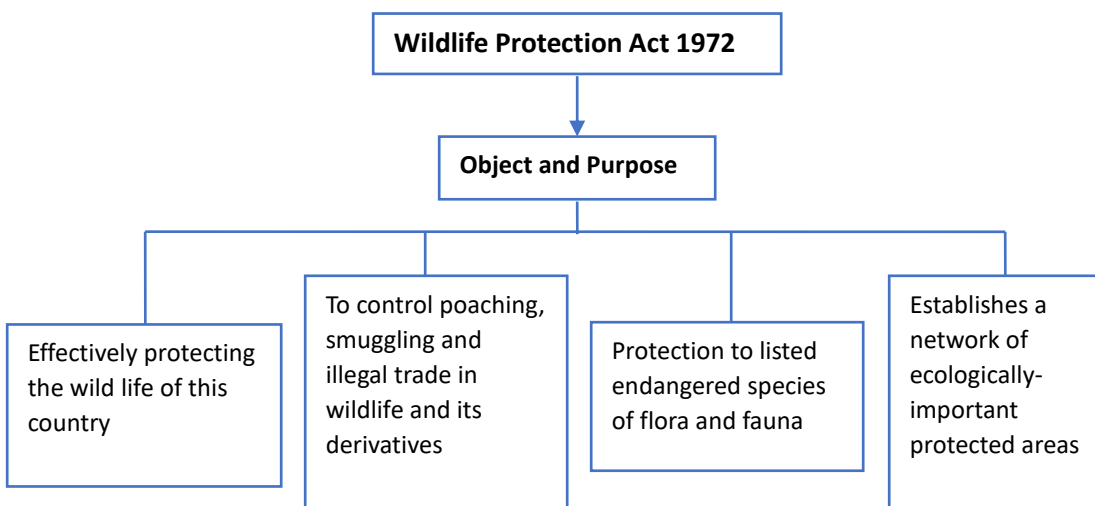 Wildlife Protection Act 1972
Object and Purpose
Effectively protecting
the wild life of this
country
To control poaching,
smuggling and
illegal trade in
wildlife and its
derivatives
Protection to listed
endangered species
of flora and fauna
Establishes a
network of
ecologically-
important
protected areas